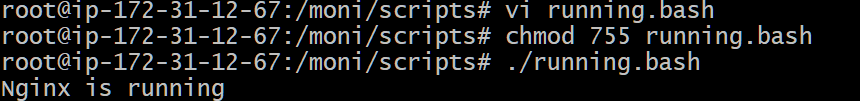 root@ip-172-31-12-67:/moni/scripts# vi running.bash
root@ip-172-31-12-67:/moni/scripts# chmod 755 running.bash
root@ip-172-31-12-67:/moni/scripts# ./running.bash
Nginx is running